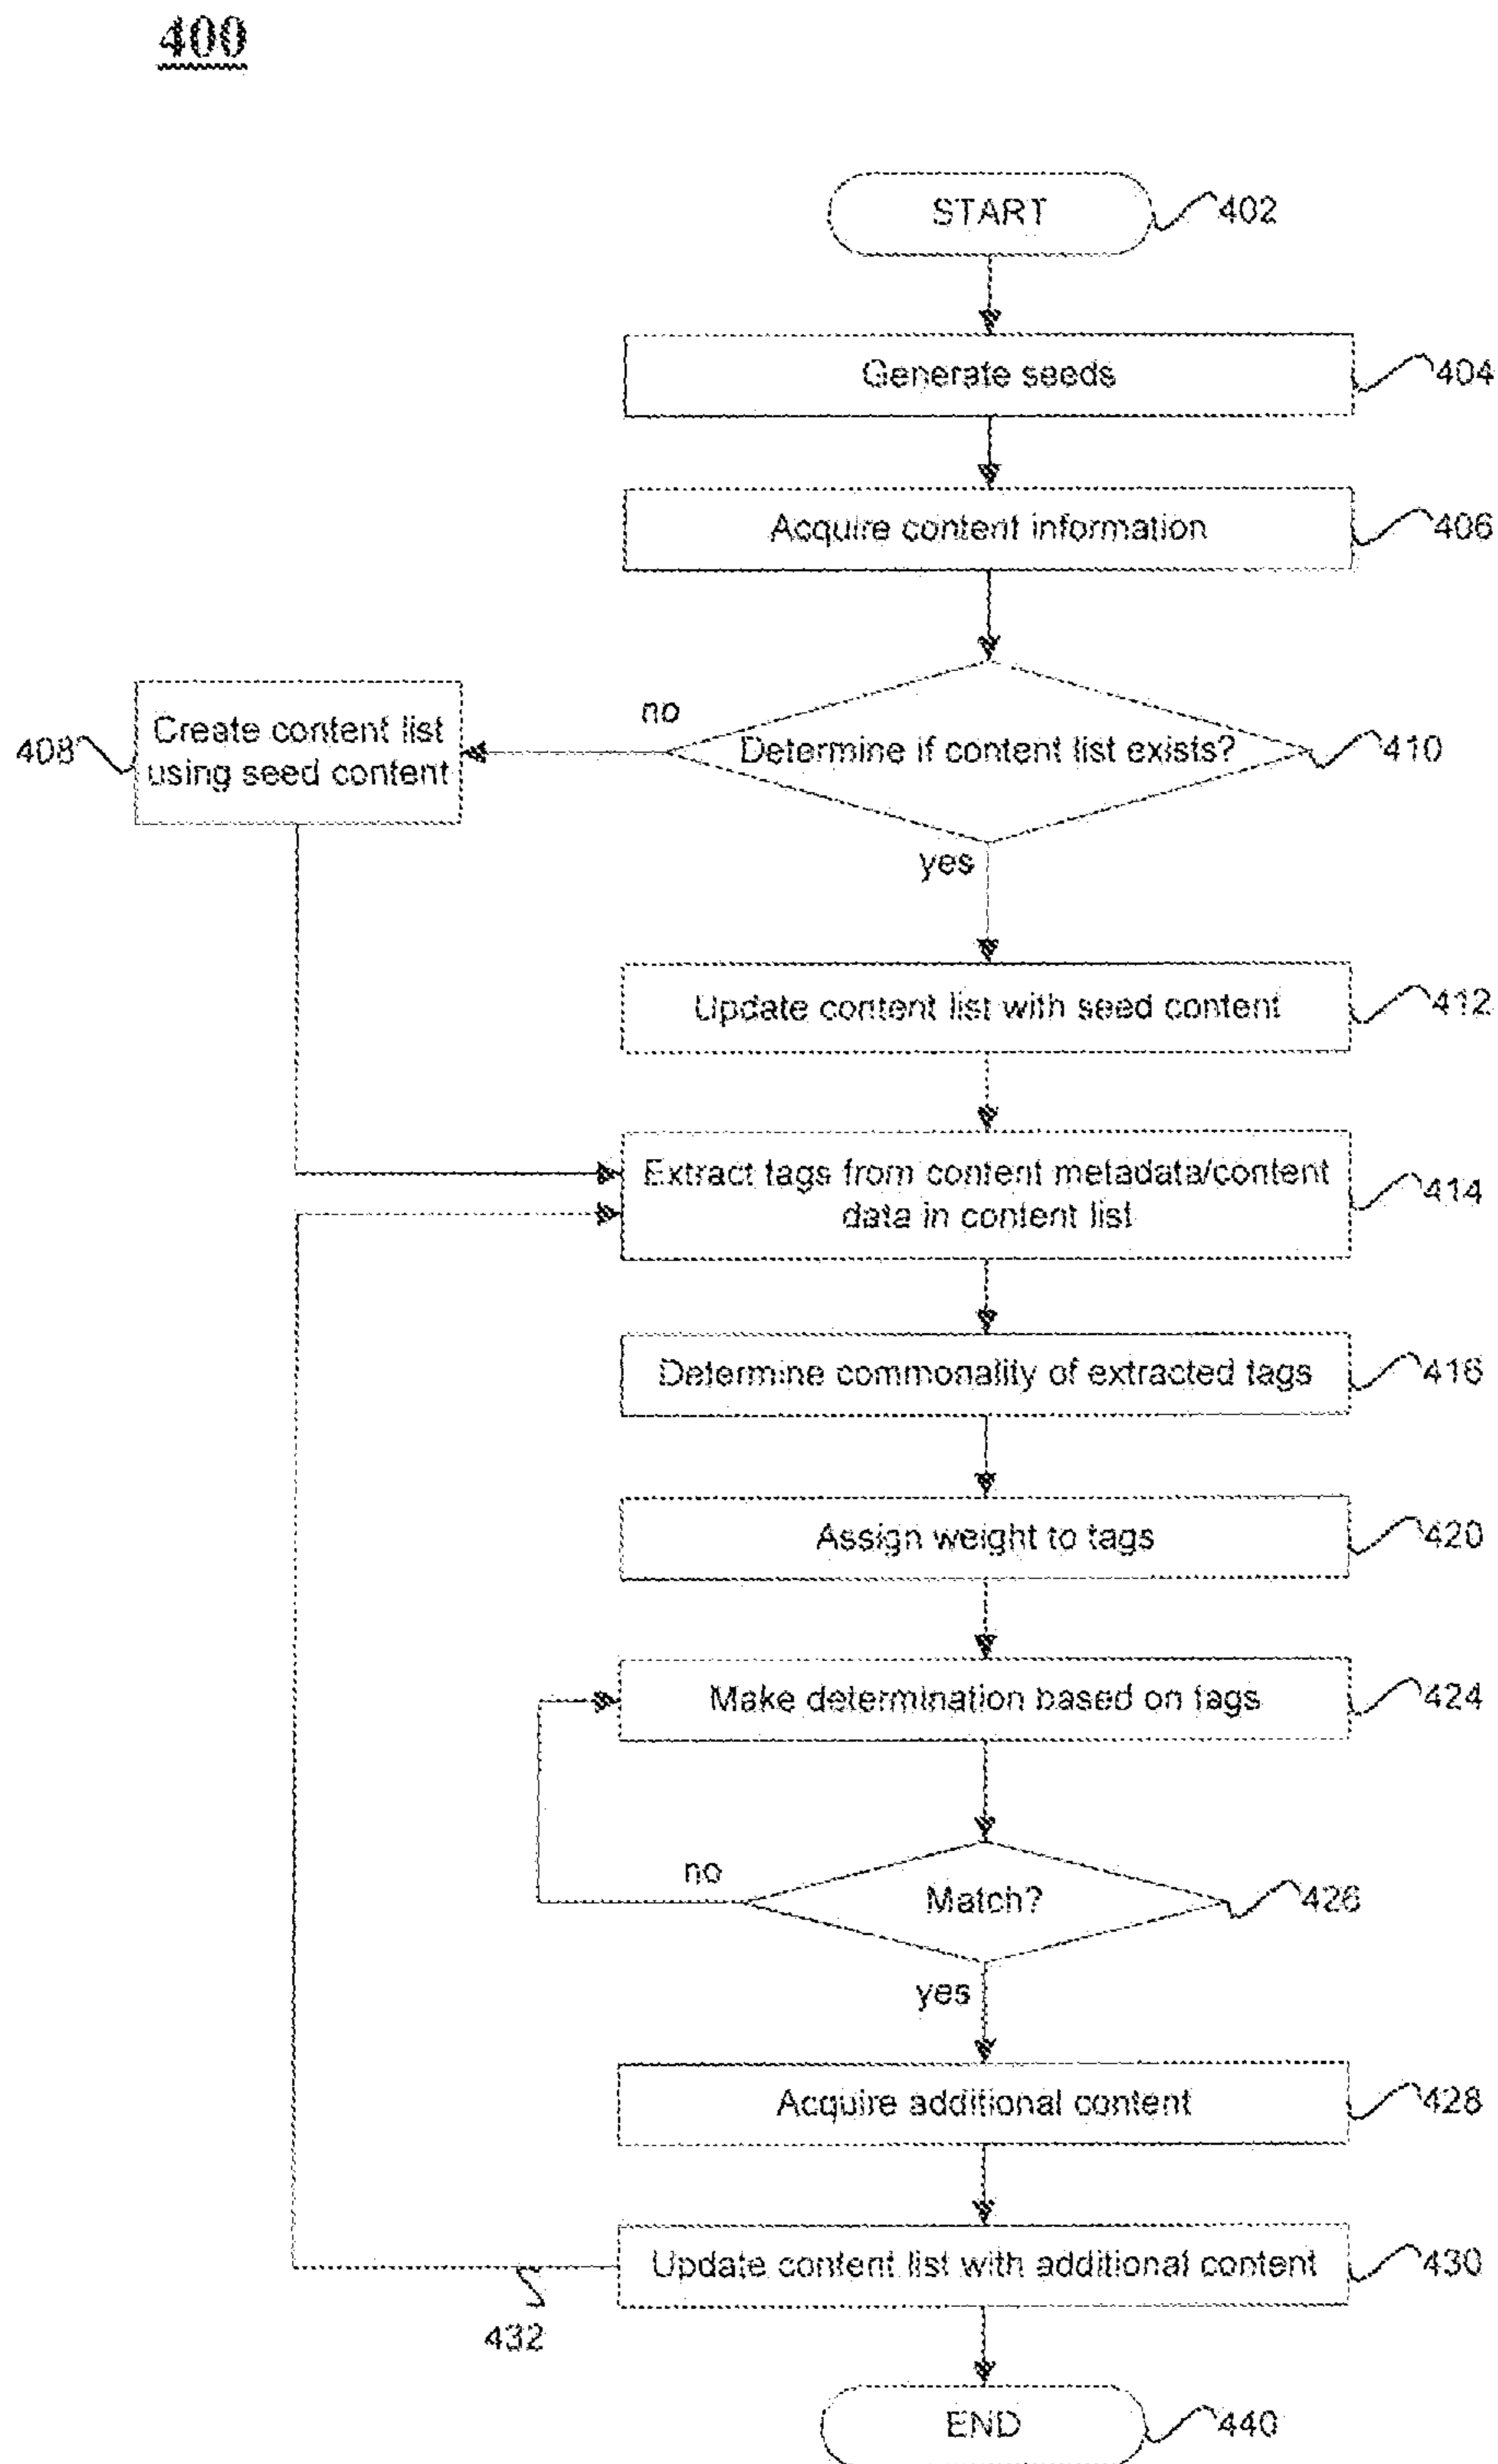 400
START
402
Generate seeds
404
Acquire content information
406
no
Create content list
using seed content
408
Determine if content list exists?
410
yes
Update content list with seed content
412
Extract tags from content metadata/content
data in content list
414
Determine commonality of extracted tags
416
Assign weight to tags
420
Make determination based on tags
424
no
Match?
426
yes
Acquire additional content
428
Update content list with additional content
430
432
END
440